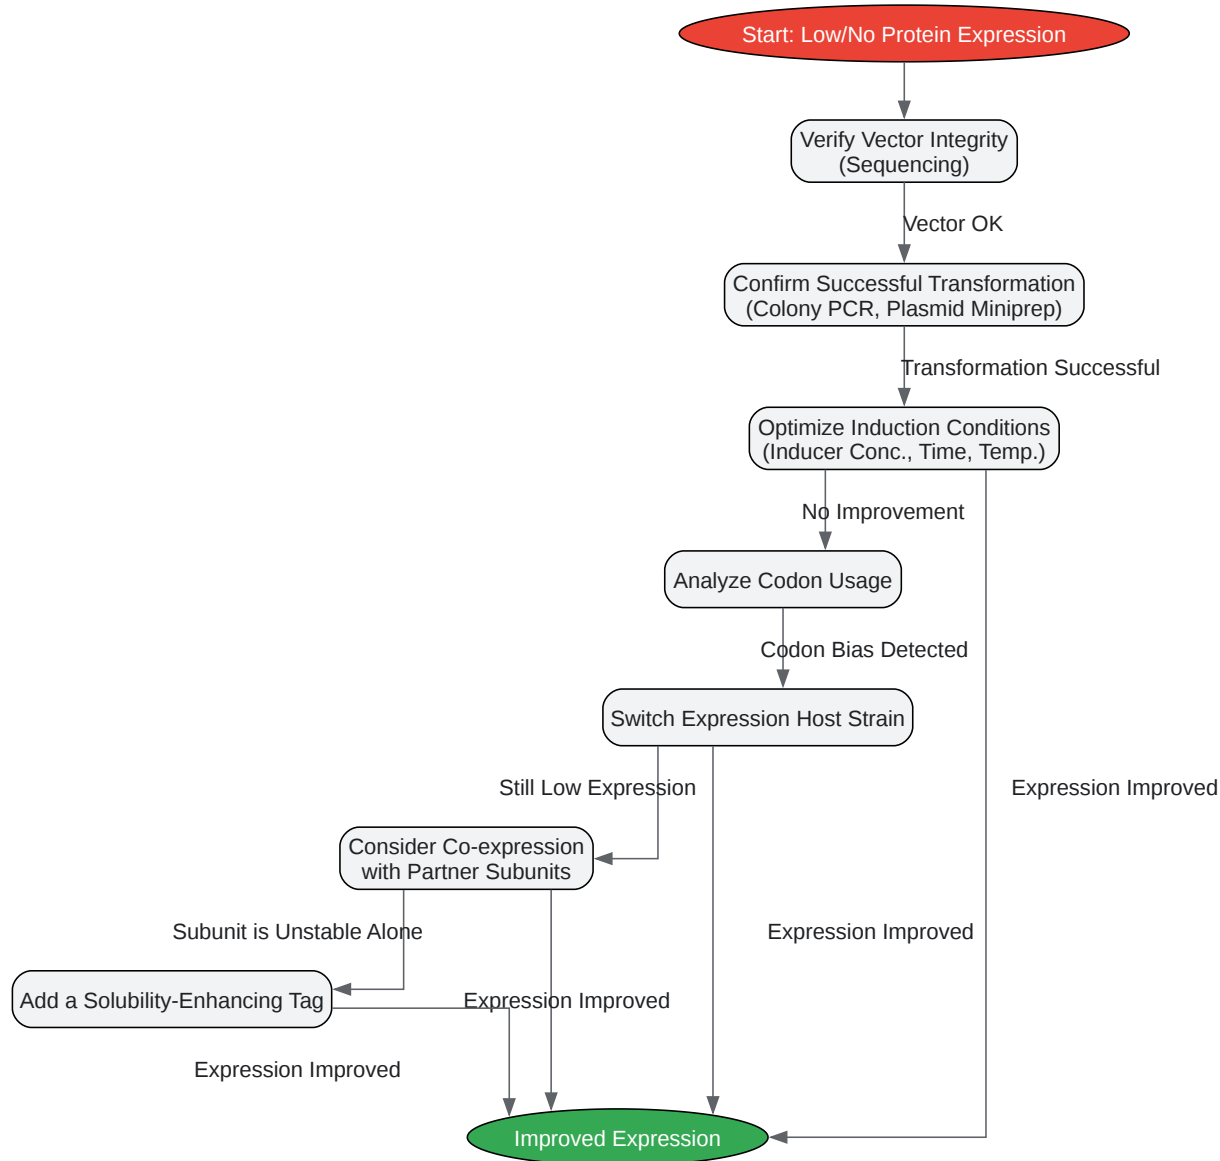 Start: Low/No Protein Expression
Verify Vector Integrity
(Sequencing)
Vector OK
Confirm Successful Transformation
(Colony PCR, Plasmid Miniprep)
Transformation Successful
Optimize Induction Conditions
(Inducer Conc., Time, Temp.)
No Improvement
Analyze Codon Usage
Codon Bias Detected
Switch Expression Host Strain
Still Low Expression
Expression Improved
Consider Co-expression
with Partner Subunits
Subunit is Unstable Alone
Expression Improved
Add a Solubility-Enhancing Tag
Expression Improved
Expression Improved
Improved Expression